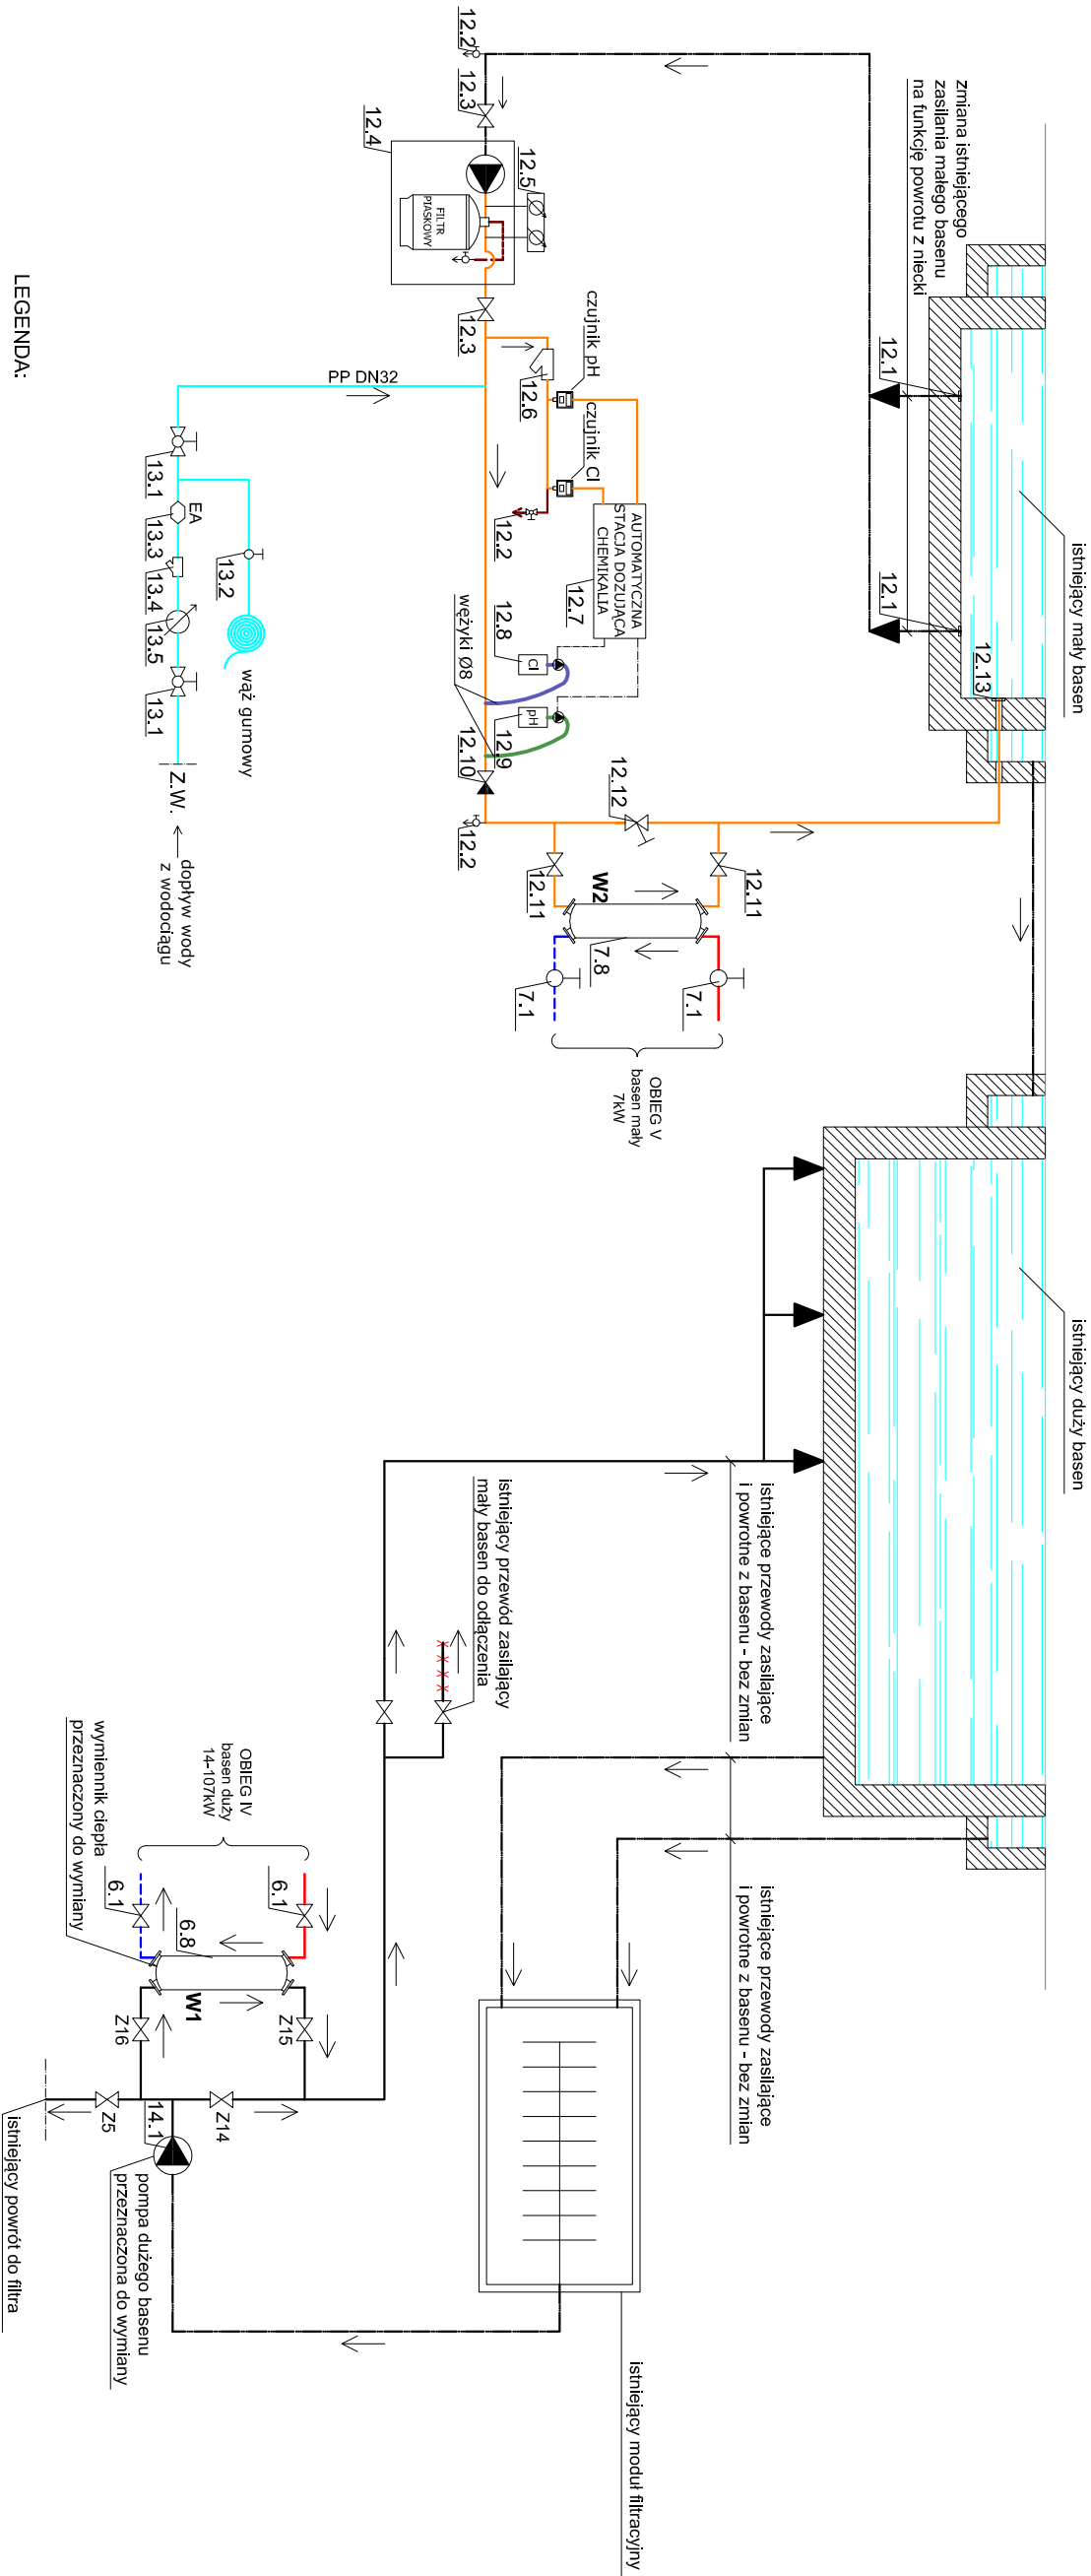 istniejący mały basen
istniejący duży basen
zmiana istniejącego
zasilania małego basenu
na funkcję powrotu z niecki
12.1
12.1
12.13
12.2
12.3
12.4
12.5
FILTR
PIASKOWY
12.3
czujnik pH
czujnik Cl
12.6
12.2
AUTOMATYCZNA
STACJA DOZUJĄCA
CHEMIKALIA
12.7
12.8
Cl
pH
12.9
wężyki Ø8
12.10
12.2
12.12
12.11
12.11
W2
7.8
7.1
7.1
OBIEG V
basen mały
7kW
PP DN32
13.1
EA
13.3
13.4
13.5
13.1
13.2
wąż gumowy
Z.W.
dopływ wody
z wodociągu
istniejące przewody zasilające
i powrotne z basenu - bez zmian
istniejące przewody zasilające
i powrotne z basenu - bez zmian
istniejący przewód zasilający
mały basen do odłączenia
OBIEG IV
basen duży
14-107kW
wymiennik ciepła
przeznaczony do wymiany
6.1
6.1
6.8
W1
Z15
Z16
Z14
Z5
14.1
pompa dużego basenu
przeznaczona do wymiany
istniejący powrót do filtra
istniejący moduł filtracyjny
LEGENDA: